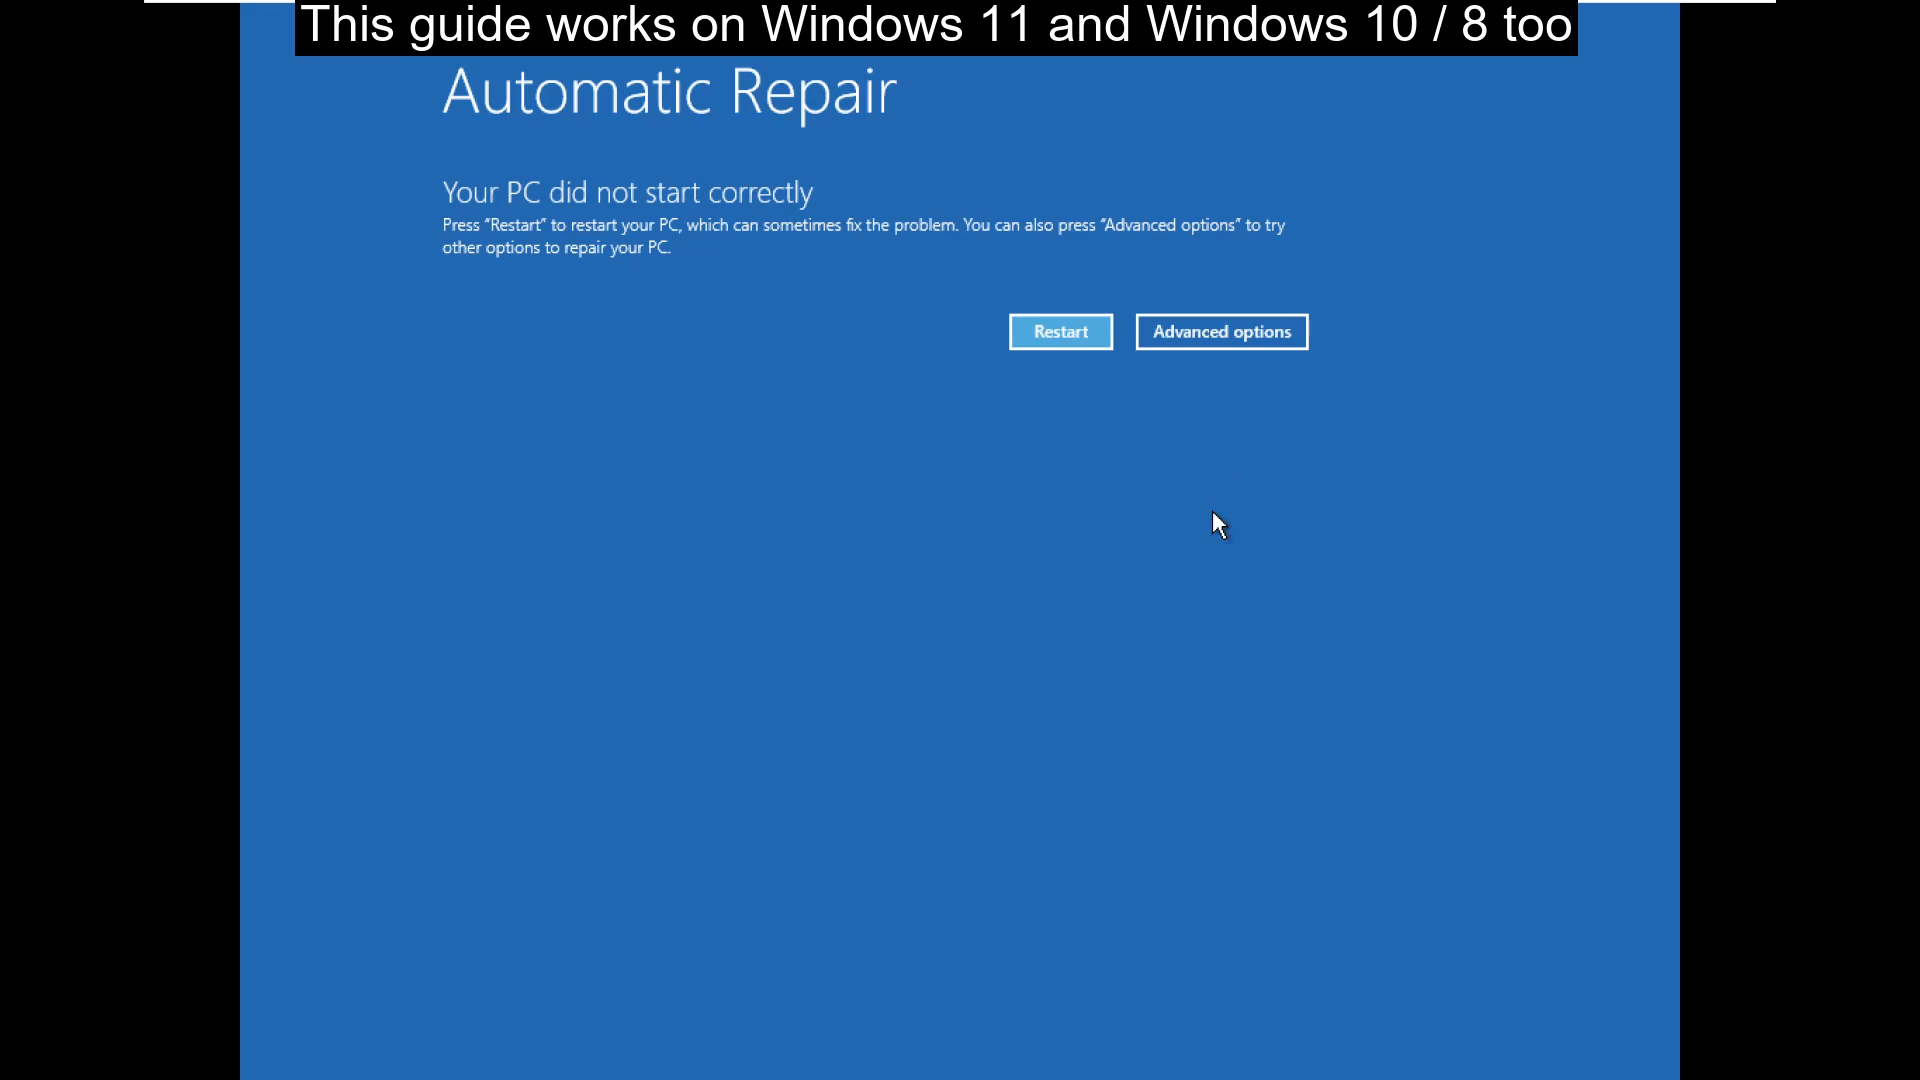 This guide works on Windows 11 and Windows 10 / 8 too
Automatic Repair
Your PC did not start correctly
Press “Restart” to restart your PC, which can sometimes fix the problem. You can also press “Advanced options” to try
other options to repair your PC.
Restart
Advanced options